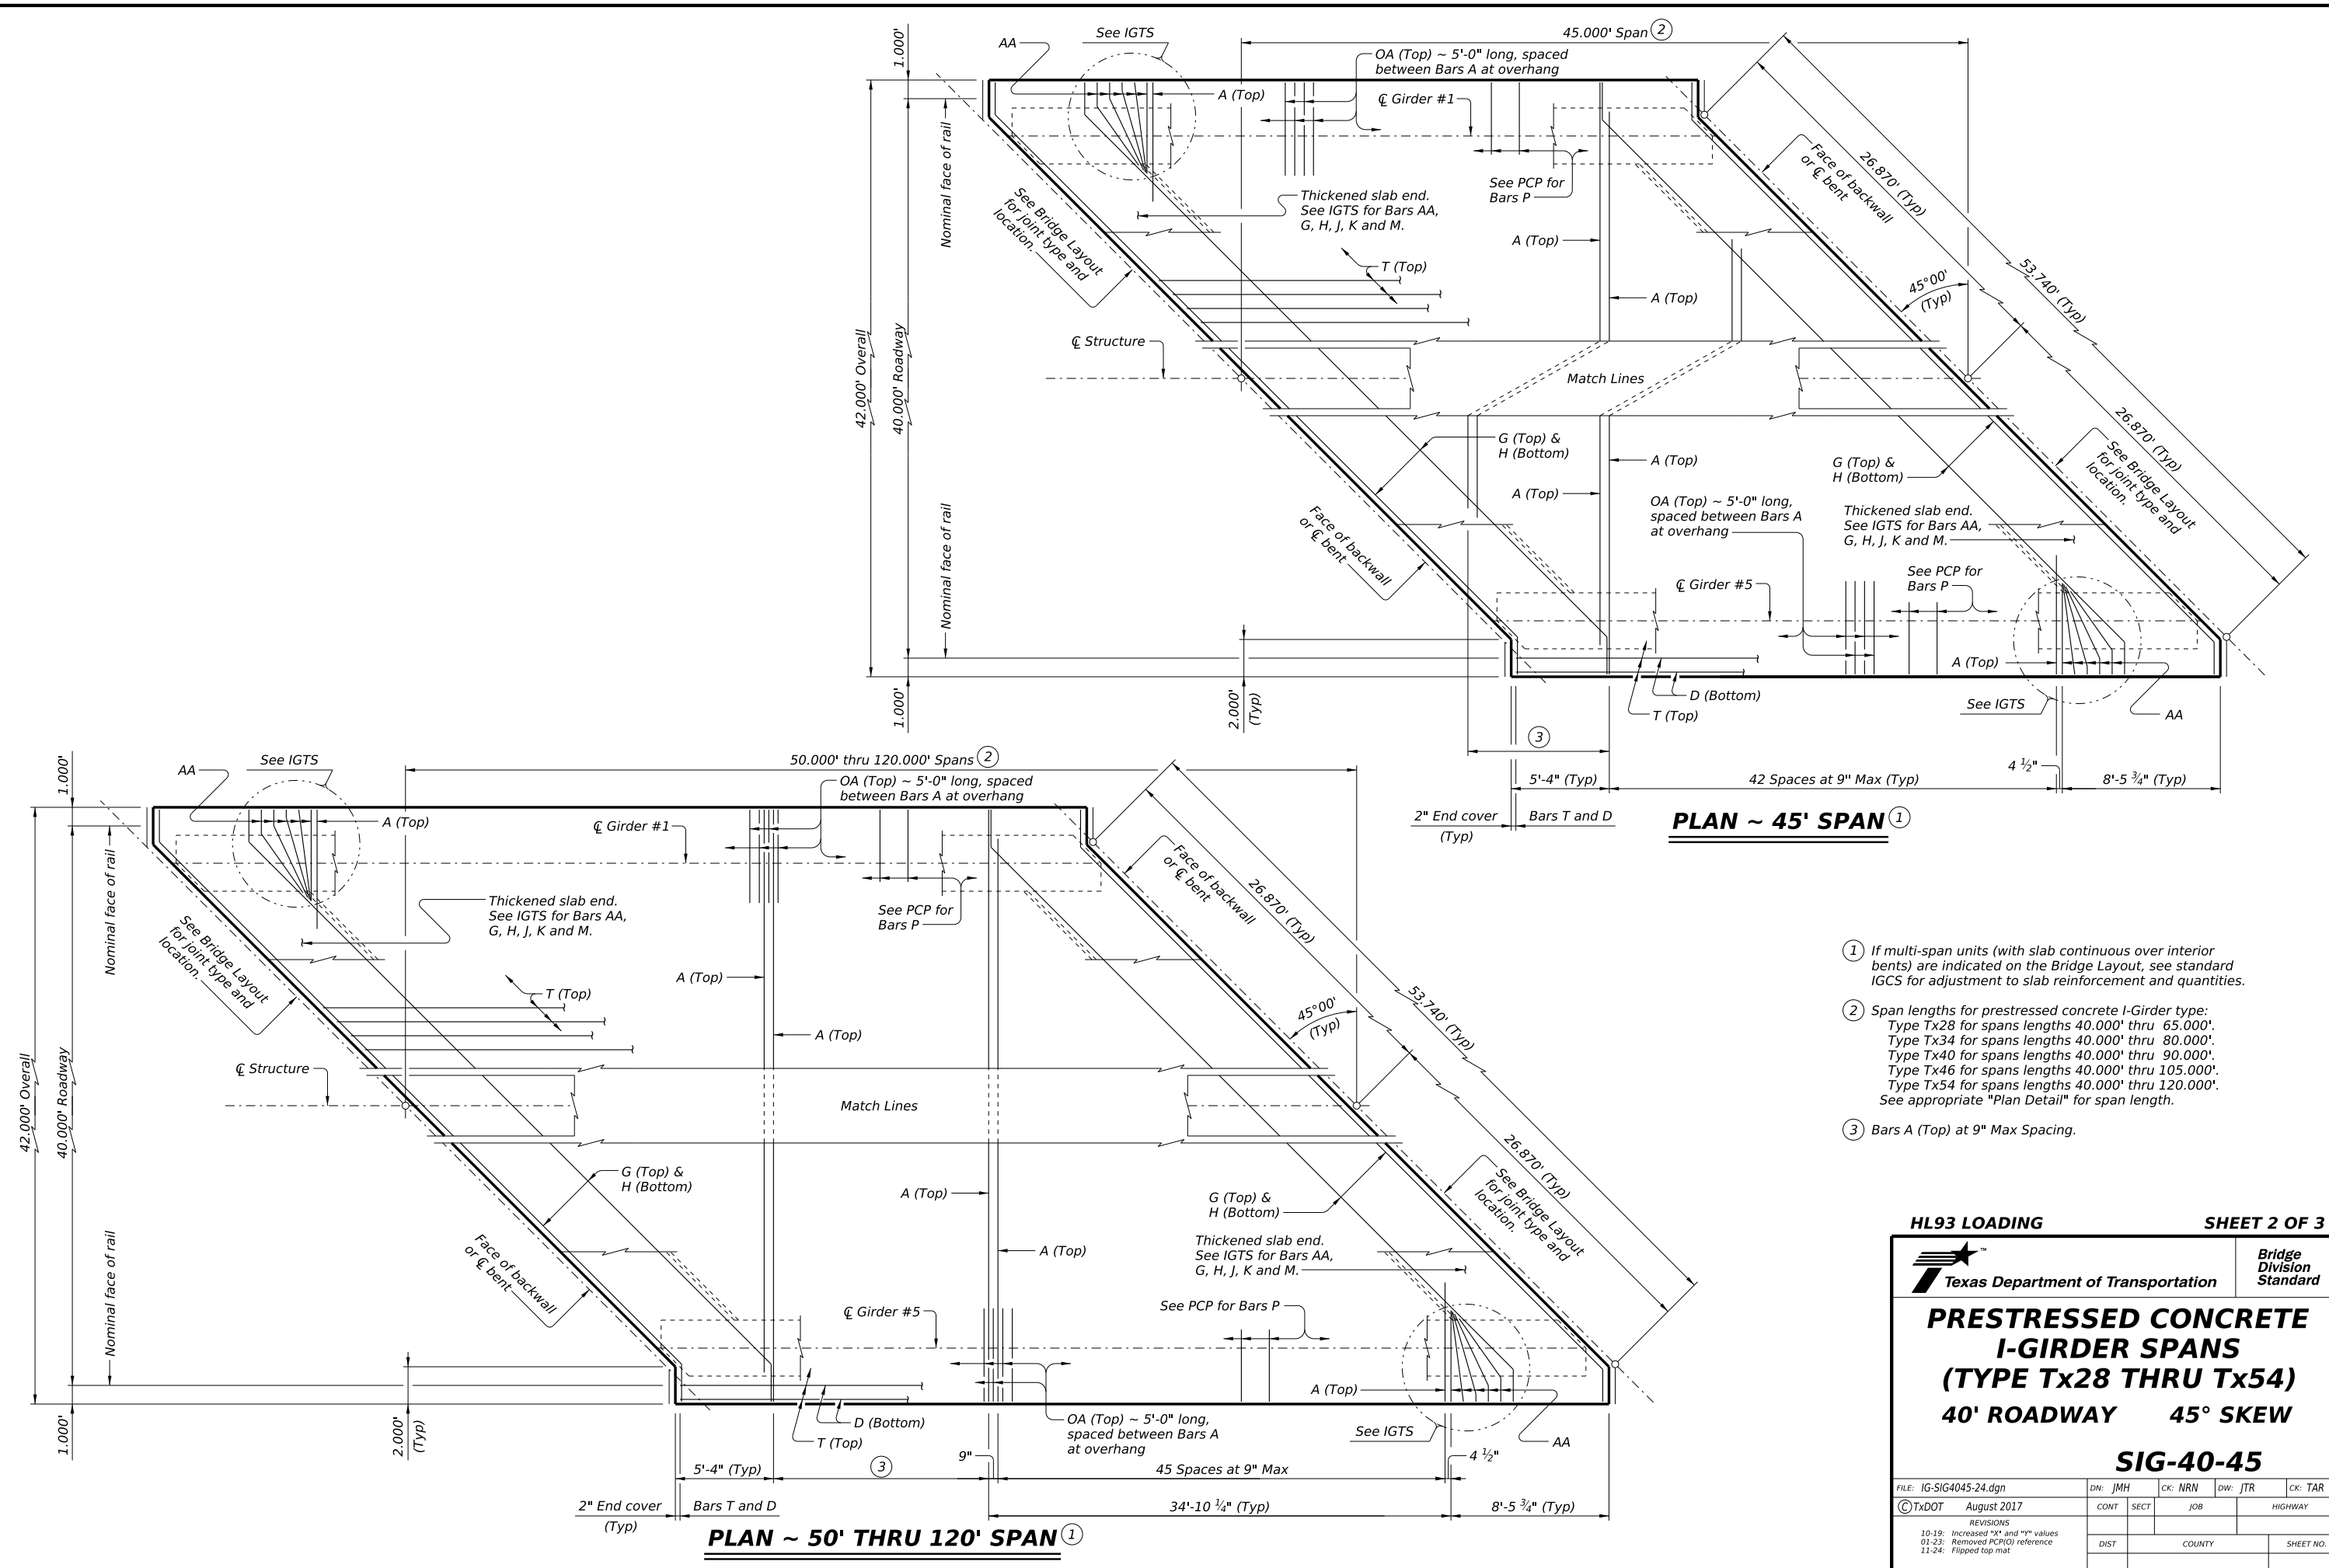 1.000'
AA
See IGTS
45.000' Span 2
OA (Top) ~ 5'-0" long, spaced
between Bars A at overhang
A (Top)
℄ Girder #1
Nominal face of rail
See PCP for
Bars P
Face of backwall
or ℄ bent
26.870' (Typ)
53.740' (Typ)
See Bridge Layout
for joint type and
location.
Thickened slab end.
See IGTS for Bars AA,
G, H, J, K and M.
A (Top)
T (Top)
45°00'
(Typ)
A (Top)
42.000' Overall
40.000' Roadway
℄ Structure
Match Lines
G (Top) &
H (Bottom)
A (Top)
A (Top)
G (Top) &
H (Bottom)
26.870' (Typ)
See Bridge Layout
for joint type and
location.
OA (Top) ~ 5'-0" long,
spaced between Bars A
at overhang
Thickened slab end.
See IGTS for Bars AA,
G, H, J, K and M.
Nominal face of rail
Face of backwall
or ℄ bent
℄ Girder #5
See PCP for
Bars P
A (Top)
1.000'
2.000'
(Typ)
D (Bottom)
T (Top)
See IGTS
AA
3
5'-4" (Typ)
42 Spaces at 9" Max (Typ)
4 ½"
8'-5 ¾" (Typ)
2" End cover
(Typ)
Bars T and D
PLAN ~ 45' SPAN 1
1.000'
AA
See IGTS
50.000' thru 120.000' Spans 2
OA (Top) ~ 5'-0" long, spaced
between Bars A at overhang
A (Top)
℄ Girder #1
Nominal face of rail
Thickened slab end.
See IGTS for Bars AA,
G, H, J, K and M.
See PCP for
Bars P
Face of backwall
or ℄ bent
26.870' (Typ)
53.740' (Typ)
See Bridge Layout
for joint type and
location.
A (Top)
T (Top)
A (Top)
45°00'
(Typ)
42.000' Overall
40.000' Roadway
℄ Structure
Match Lines
G (Top) &
H (Bottom)
A (Top)
G (Top) &
H (Bottom)
26.870' (Typ)
See Bridge Layout
for joint type and
location.
Nominal face of rail
Face of backwall
or ℄ bent
A (Top)
Thickened slab end.
See IGTS for Bars AA,
G, H, J, K and M.
℄ Girder #5
See PCP for Bars P
A (Top)
1.000'
2.000'
(Typ)
D (Bottom)
T (Top)
OA (Top) ~ 5'-0" long,
spaced between Bars A
at overhang
See IGTS
AA
5'-4" (Typ)
3
9"
45 Spaces at 9" Max
4 ½"
2" End cover
(Typ)
Bars T and D
34'-10 ¼" (Typ)
8'-5 ¾" (Typ)
PLAN ~ 50' THRU 120' SPAN 1
1 If multi-span units (with slab continuous over interior
bents) are indicated on the Bridge Layout, see standard
IGCS for adjustment to slab reinforcement and quantities.
2 Span lengths for prestressed concrete I-Girder type:
Type Tx28 for spans lengths 40.000' thru 65.000'.
Type Tx34 for spans lengths 40.000' thru 80.000'.
Type Tx40 for spans lengths 40.000' thru 90.000'.
Type Tx46 for spans lengths 40.000' thru 105.000'.
Type Tx54 for spans lengths 40.000' thru 120.000'.
See appropriate "Plan Detail" for span length.
3 Bars A (Top) at 9" Max Spacing.
HL93 LOADING SHEET 2 OF 3
™
Texas Department of Transportation
Bridge
Division
Standard
PRESTRESSED CONCRETE
I-GIRDER SPANS
(TYPE Tx28 THRU Tx54)
40' ROADWAY 45° SKEW
SIG-40-45
FILE: IG-SIG4045-24.dgn DN: JMH CK: NRN DW: JTR CK: TAR
©TxDOT August 2017 CONT SECT JOB HIGHWAY
REVISIONS
10-19: Increased "X" and "Y" values
01-23: Removed PCP(O) reference
11-24: Flipped top mat
DIST COUNTY SHEET NO.